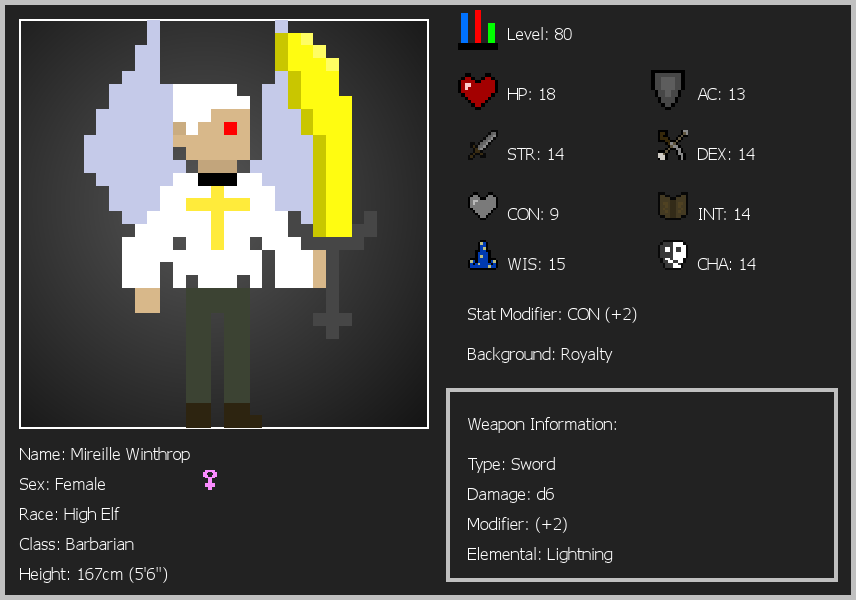 Level: 80
HP: 18
AC: 13
STR: 14
DEX: 14
CON: 9
INT: 14
WIS: 15
CHA: 14
Stat Modifier: CON (+2)
Background: Royalty
Weapon Information:
Type: Sword
Damage: d6
Modifier: (+2)
Elemental: Lightning
Name: Mireille Winthrop
Sex: Female
Race: High Elf
Class: Barbarian
Height: 167cm (5'6")